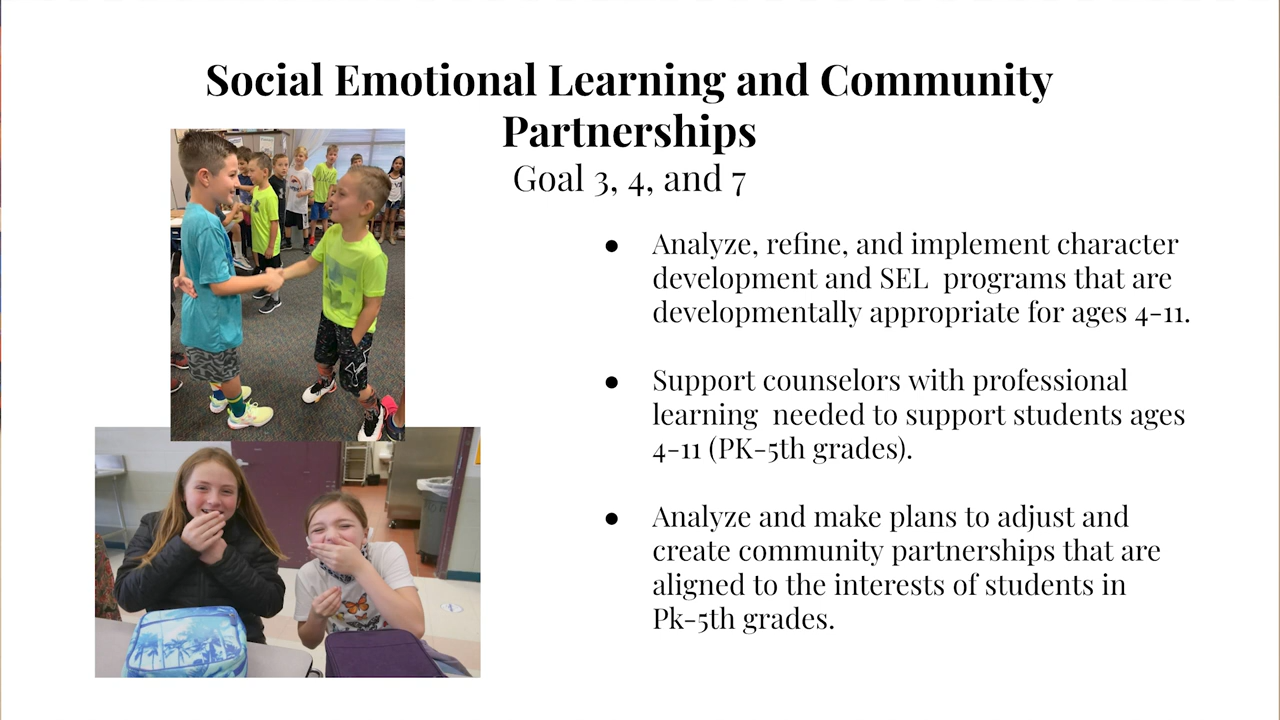 Social Emotional Learning and Community
Partnerships
Goal 3, 4, and 7
● Analyze, refine, and implement character
development and SEL  programs that are
developmentally appropriate for ages 4-11.
● Support counselors with professional
learning  needed to support students ages
4-11 (PK-5th grades).
● Analyze and make plans to adjust and
create community partnerships that are
aligned to the interests of students in
Pk-5th grades.